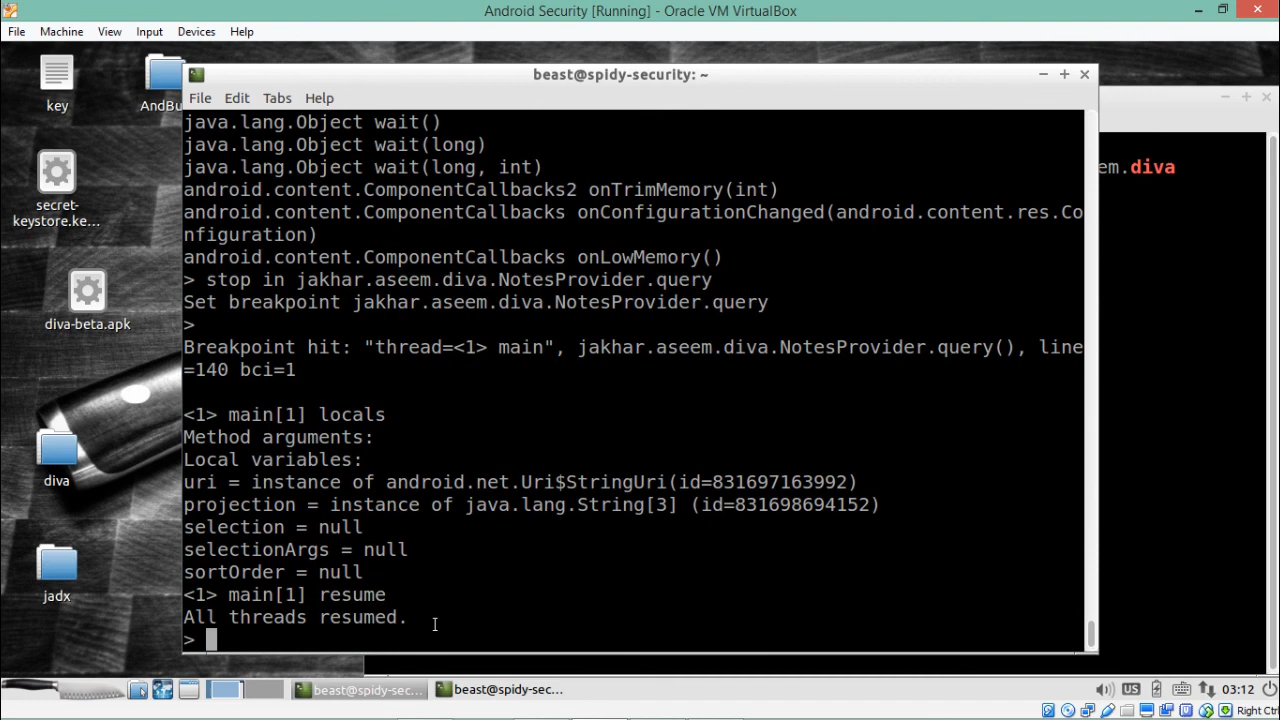 Android Security [Running] - Oracle VM VirtualBox
File Machine View Input Devices Help
key
AndBu
secret-
keystore.ke...
diva-beta.apk
diva
jadx
beast@spidy-security: ~
File Edit Tabs Help
java.lang.Object wait()
java.lang.Object wait(long)
java.lang.Object wait(long, int)
android.content.ComponentCallbacks2 onTrimMemory(int)
android.content.ComponentCallbacks onConfigurationChanged(android.content.res.Co
nfiguration)
android.content.ComponentCallbacks onLowMemory()
> stop in jakhar.aseem.diva.NotesProvider.query
Set breakpoint jakhar.aseem.diva.NotesProvider.query
>
Breakpoint hit: "thread=<1> main", jakhar.aseem.diva.NotesProvider.query(), line
=140 bci=1
<1> main[1] locals
Method arguments:
Local variables:
uri = instance of android.net.Uri$StringUri(id=831697163992)
projection = instance of java.lang.String[3] (id=831698694152)
selection = null
selectionArgs = null
sortOrder = null
<1> main[1] resume
All threads resumed.
>
em.diva
beast@spidy-sec...
beast@spidy-sec...
US
03:12
Right Ctrl